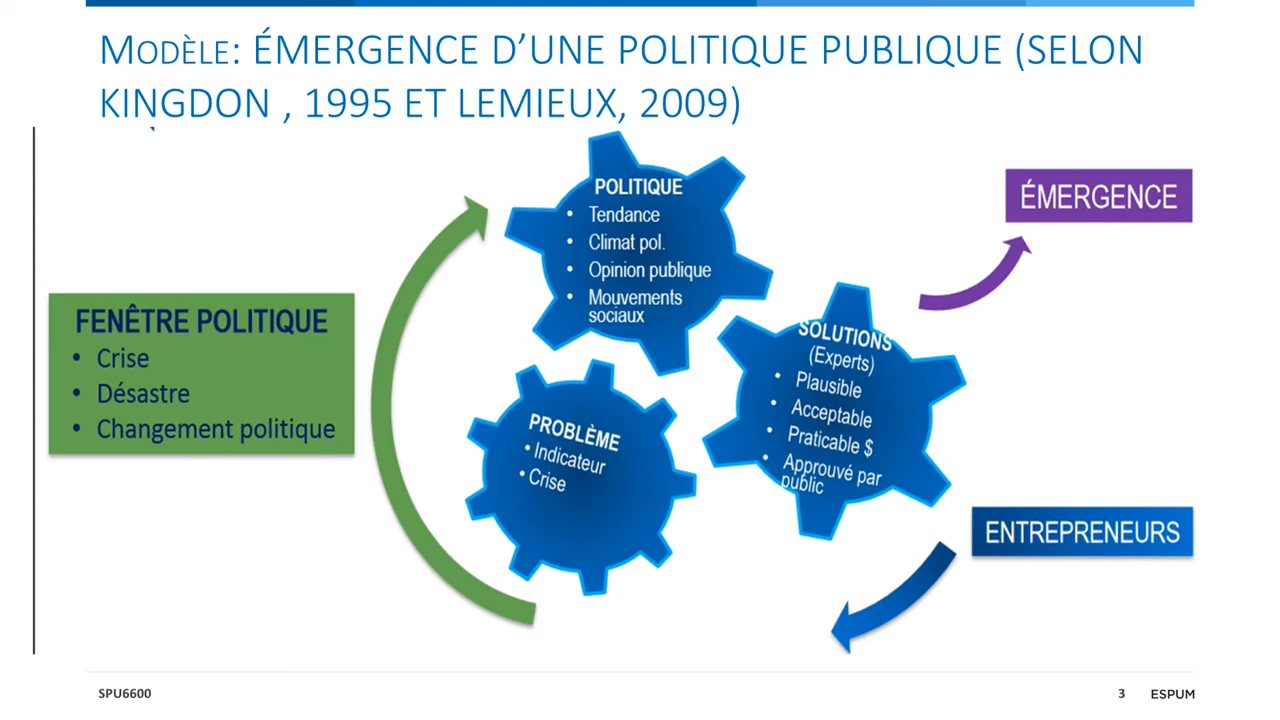 MODÈLE: ÉMERGENCE D’UNE POLITIQUE PUBLIQUE (SELON
KINGDON , 1995 ET LEMIEUX, 2009)
POLITIQUE
• Tendance
• Climat pol.
• Opinion publique
• Mouvements
sociaux
ÉMERGENCE
FENÊTRE POLITIQUE
• Crise
• Désastre
• Changement politique
SOLUTIONS
(Experts)
• Plausible
• Acceptable
• Praticable $
• Approuvé par
public
PROBLÈME
• Indicateur
• Crise
ENTREPRENEURS
SPU6600
3
ESPUM